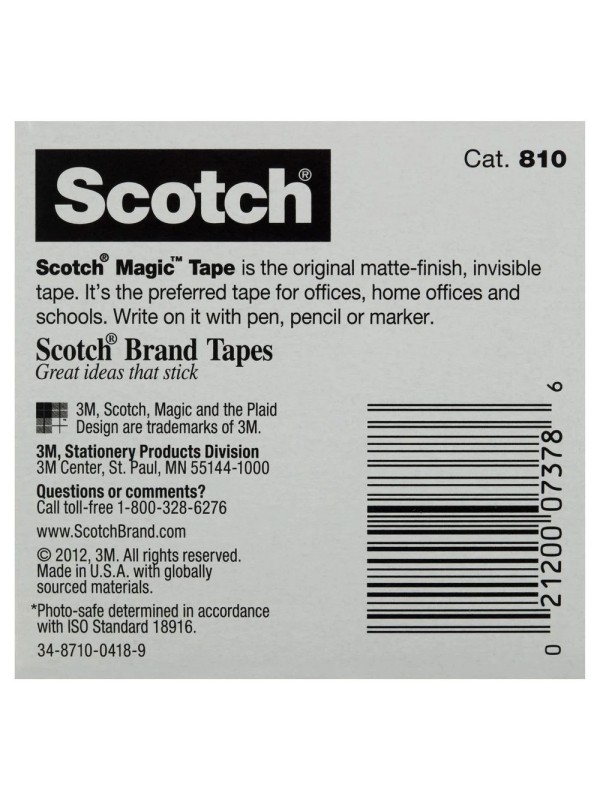 Scotch®
Cat. 810
Scotch® Magic™ Tape is the original matte-finish, invisible
tape. It's the preferred tape for offices, home offices and
schools. Write on it with pen, pencil or marker.
Scotch® Brand Tapes
Great ideas that stick
3M, Scotch, Magic and the Plaid
Design are trademarks of 3M.
3M, Stationery Products Division
3M Center, St. Paul, MN 55144-1000
Questions or comments?
Call toll-free 1-800-328-6276
www.ScotchBrand.com
© 2012, 3M. All rights reserved.
Made in U.S.A. with globally
sourced materials.
*Photo-safe determined in accordance
with ISO Standard 18916.
34-8710-0418-9
0 21200 07378 6